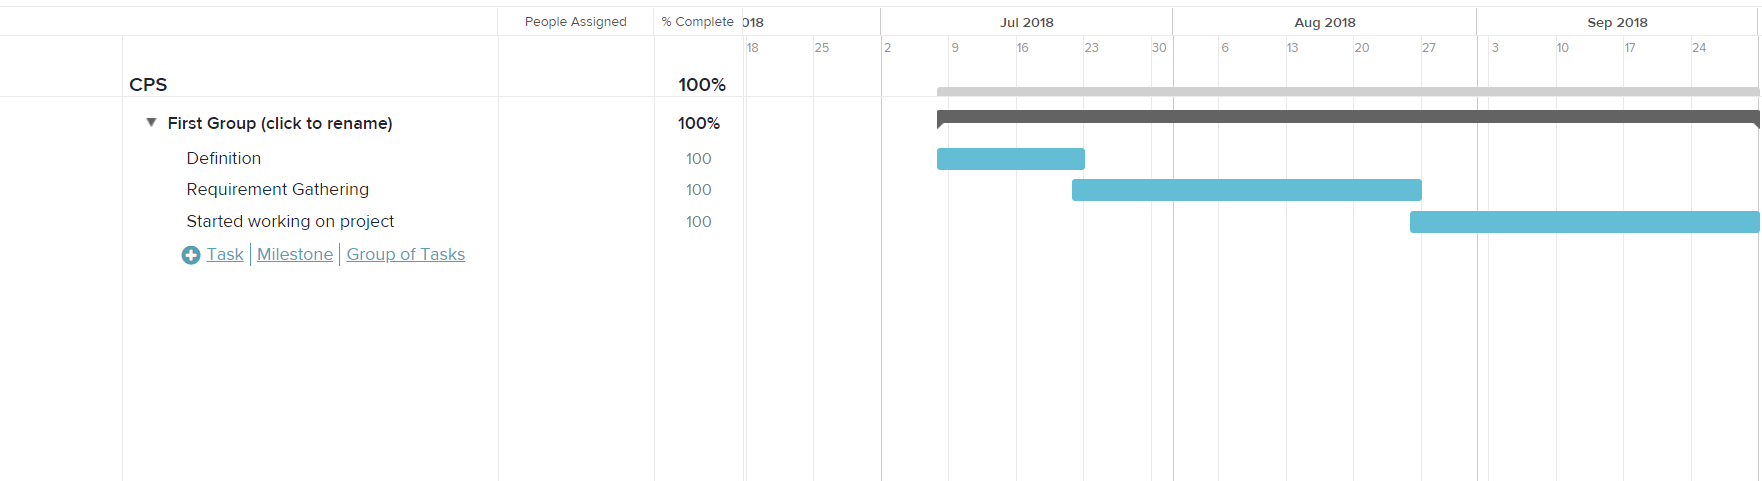 People Assigned % Complete 018 Jul 2018 Aug 2018 Sep 2018
18 25 2 9 16 23 30 6 13 20 27 3 10 17 24
CPS 100%
First Group (click to rename) 100%
Definition 100
Requirement Gathering 100
Started working on project 100
Task Milestone Group of Tasks